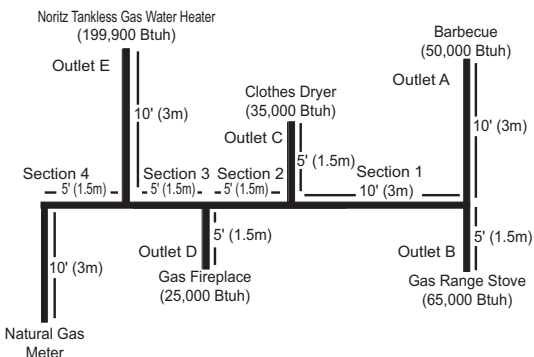 Noritz Tankless Gas Water Heater
(199,900 Btuh)
Outlet E
10' (3m)
Barbecue
(50,000 Btuh)
Outlet A
10' (3m)
Clothes Dryer
(35,000 Btuh)
Outlet C
5' (1.5m)
Section 4
5' (1.5m)
Section 3
5' (1.5m)
Section 2
5' (1.5m)
Section 1
10' (3m)
10' (3m)
Natural Gas
Meter
Outlet D
5' (1.5m)
Gas Fireplace
(25,000 Btuh)
Outlet B
5' (1.5m)
Gas Range Stove
(65,000 Btuh)